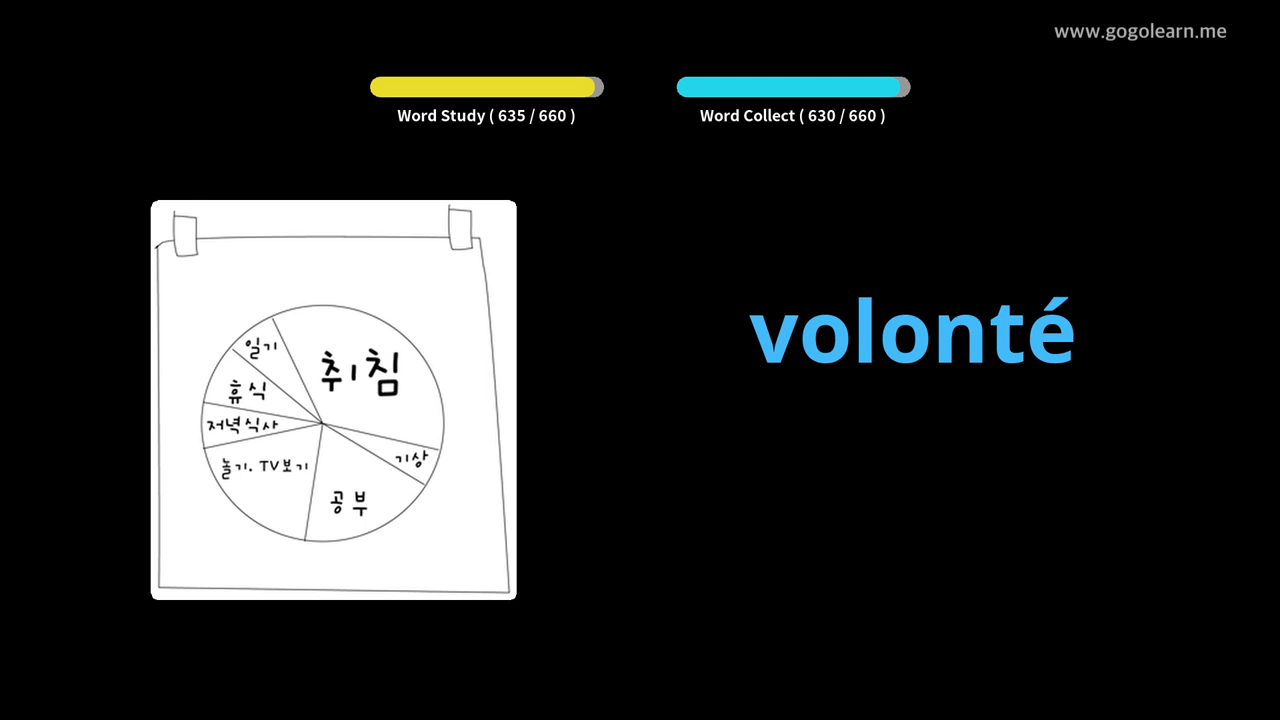 www.gogolearn.me
Word Study ( 635 / 660 )
Word Collect ( 630 / 660 )
일기
취침
휴식
저녁식사
놀기. TV보기
기상
공부
volonté